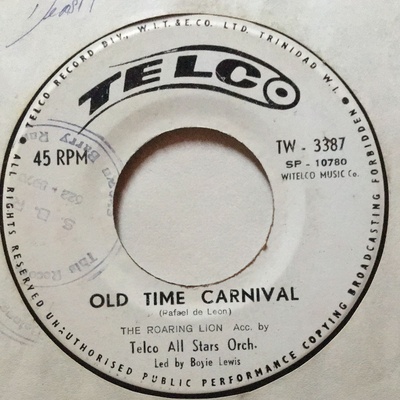 TELCO RECORD DIV., W.I.T.& E.CO. LTD. TRINIDAD W.I.
TELCO
45 RPM
TW - 3387
SP - 10780
WITELCO MUSIC Co.
OLD TIME CARNIVAL
(Rafael de Leon)
THE ROARING LION Acc. by
Telco All Stars Orch.
Led by Bosie Lewis
ALL RIGHTS RESERVED. UNAUTHORISED PUBLIC PERFORMANCE COPYING BROADCASTING FORBIDDEN